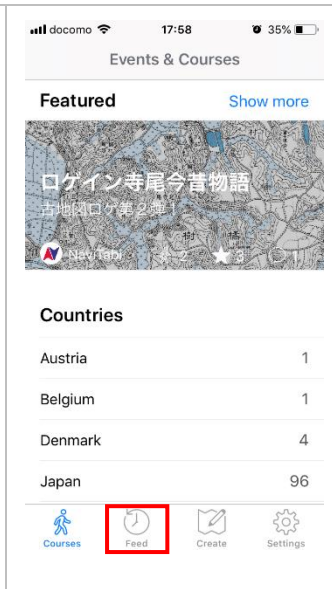 docomo 17:58 35%
Events & Courses
Featured Show more
ロゲイン寺尾今昔物語
古地図ロゲ第2弾!
NaviTabi 2 3 1
Countries
Austria 1
Belgium 1
Denmark 4
Japan 96
Courses Feed Create Settings